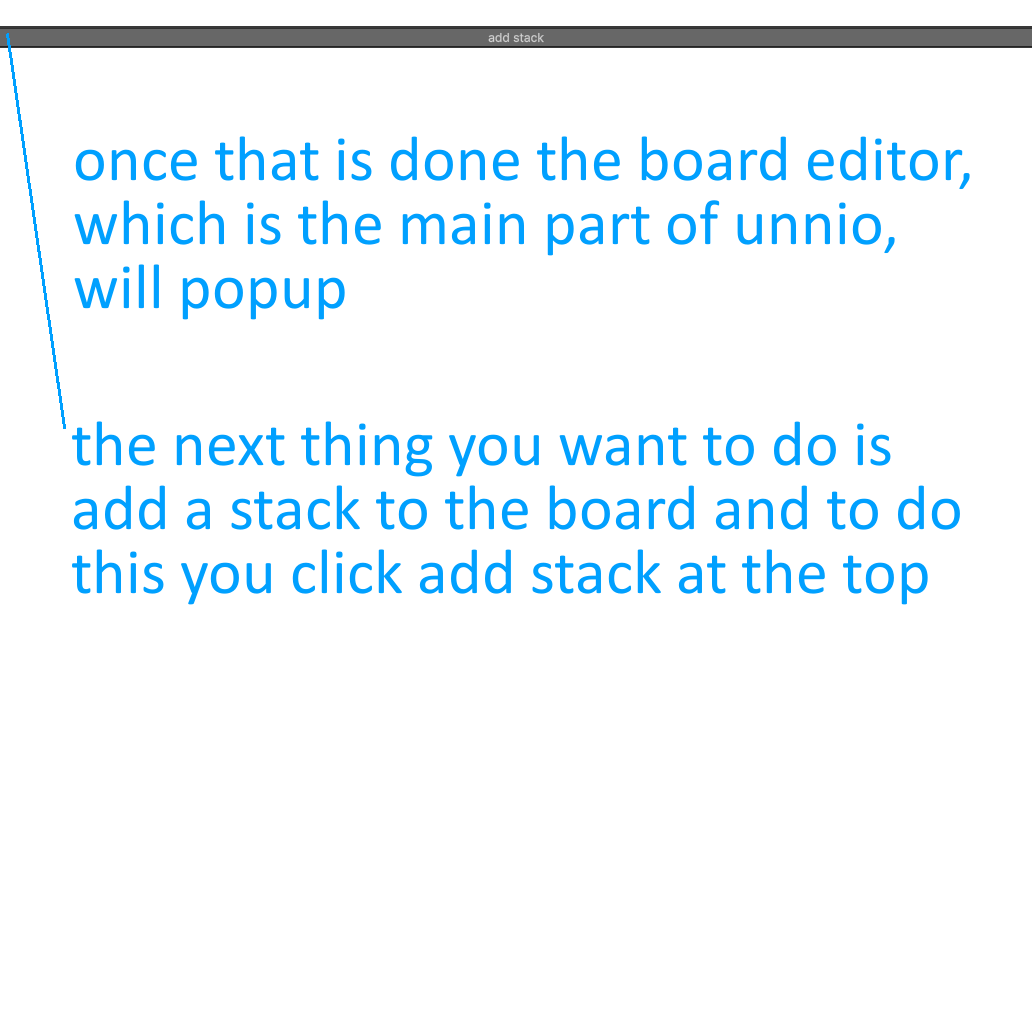 add stack
once that is done the board editor,
which is the main part of unnio,
will popup
the next thing you want to do is
add a stack to the board and to do
this you click add stack at the top